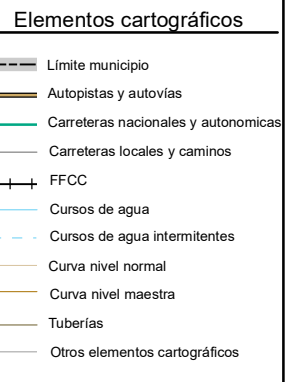 Elementos cartográficos
Límite municipio
Autopistas y autovías
Carreteras nacionales y autonomicas
Carreteras locales y caminos
FFCC
Cursos de agua
Cursos de agua intermitentes
Curva nivel normal
Curva nivel maestra
Tuberías
Otros elementos cartográficos